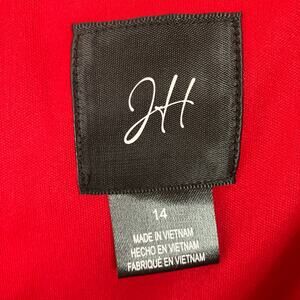 JH
14
MADE IN VIETNAM
HECHO EN VIETNAM
FABRIQUÉ EN VIETNAM